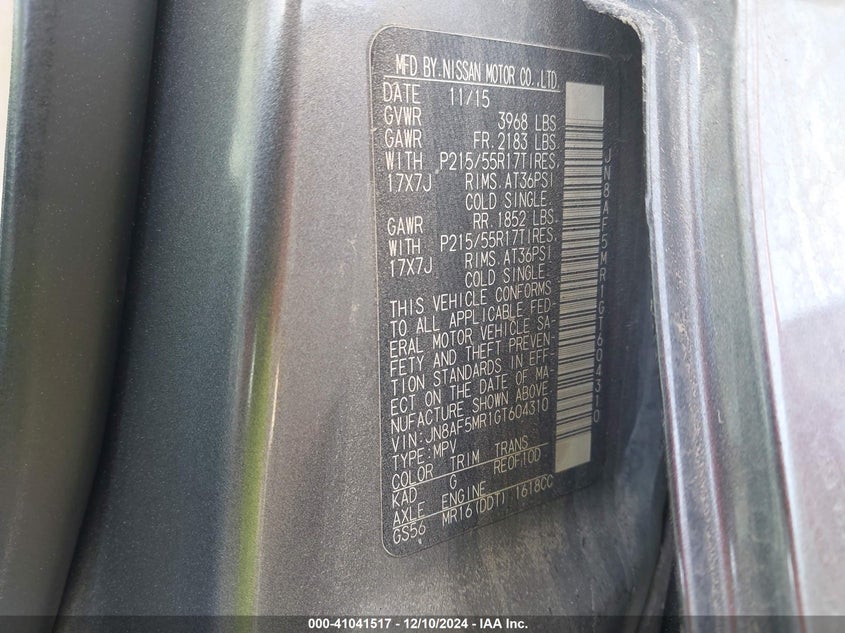 MFD BY.NISSAN MOTOR CO.,LTD.
DATE 11/15
GVWR 3968 LBS
GAWR FR.2183 LBS
WITH P215/55R17TIRES,
17X7J RIMS.AT36PSI
COLD SINGLE
GAWR RR.1852 LBS
WITH P215/55R17TIRES,
17X7J RIMS.AT36PSI
COLD SINGLE
THIS VEHICLE CONFORMS
TO ALL APPLICABLE FED-
ERAL MOTOR VEHICLE SA-
FETY AND THEFT PREVEN-
TION STANDARDS IN EFF-
ECT ON THE DATE OF MA-
NUFACTURE SHOWN ABOVE
VIN:JN8AF5MR1GT604310
TYPE:MPV
COLOR TRIM TRANS
KAD G RE0F10D
AXLE ENGINE
GS56 MR16(DDT) 1618CC
JN8AF5MR1GT604310
000-41041517 - 12/10/2024 - IAA Inc.